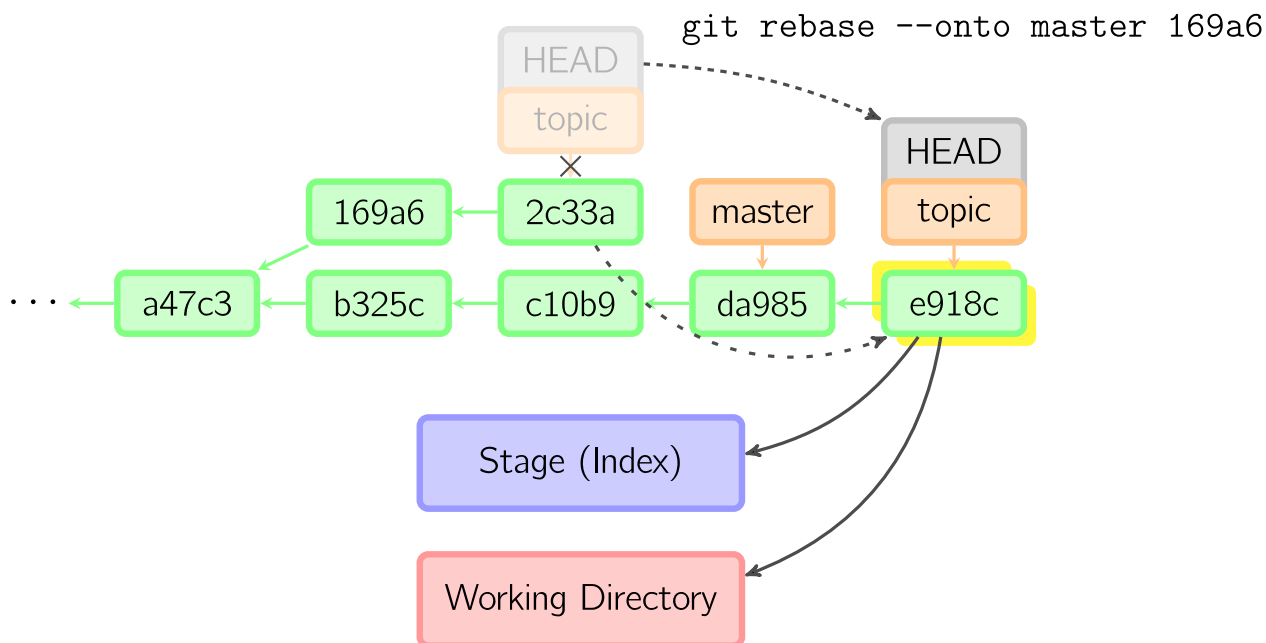 git rebase --onto master 169a6
HEAD
topic
HEAD
169a6
2c33a
master
topic
...
a47c3
b325c
c10b9
da985
e918c
Stage (Index)
Working Directory